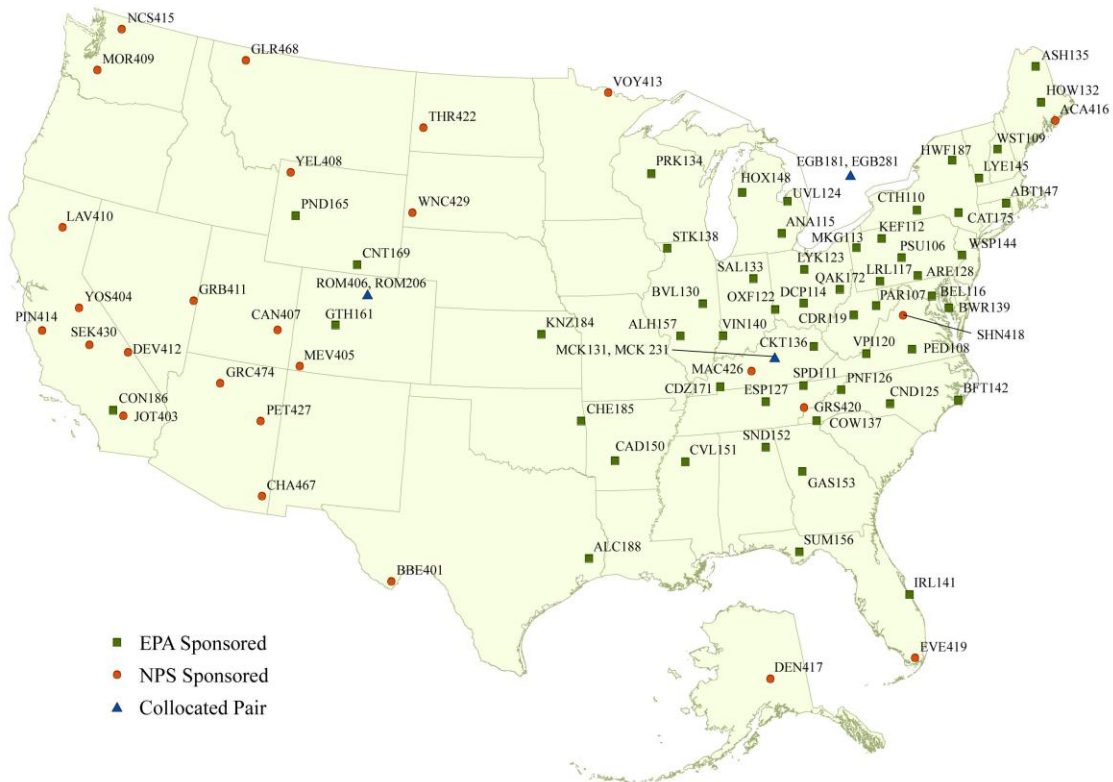 NCS415
MOR409
GLR468
VOY413
ASH135
HOW132
ACA416
THR422
WST109
HWF187
LYE145
PRK134
EGB181, EGB281
YEL408
HOX148
UVL124
PND165
WNC429
CTH110
ABT147
LAV410
ANA115
CAT175
STK138
MKG113
KEF112
WSP144
CNT169
PSU106
LYK123
SAL133
LRL117
ARE128
ROM406, ROM206
QAK172
GRB411
BVL130
OXF122
DCP114
PAR107
BEL116
YOS404
BWR139
PIN414
CAN407
GTH161
KNZ184
ALH157
VIN140
CDR119
SHN418
SEK430
CKT136
DEV412
MCK131, MCK 231
VPI120
PED108
MEV405
MAC426
GRC474
CDZ171
SPD111
PNF126
ESP127
CND125
BFT142
CON186
JOT403
PET427
CHE185
GRS420
COW137
CAD150
CVL151
SND152
GAS153
CHA467
ALC188
SUM156
BBE401
IRL141
EPA Sponsored
EVE419
NPS Sponsored
DEN417
Collocated Pair